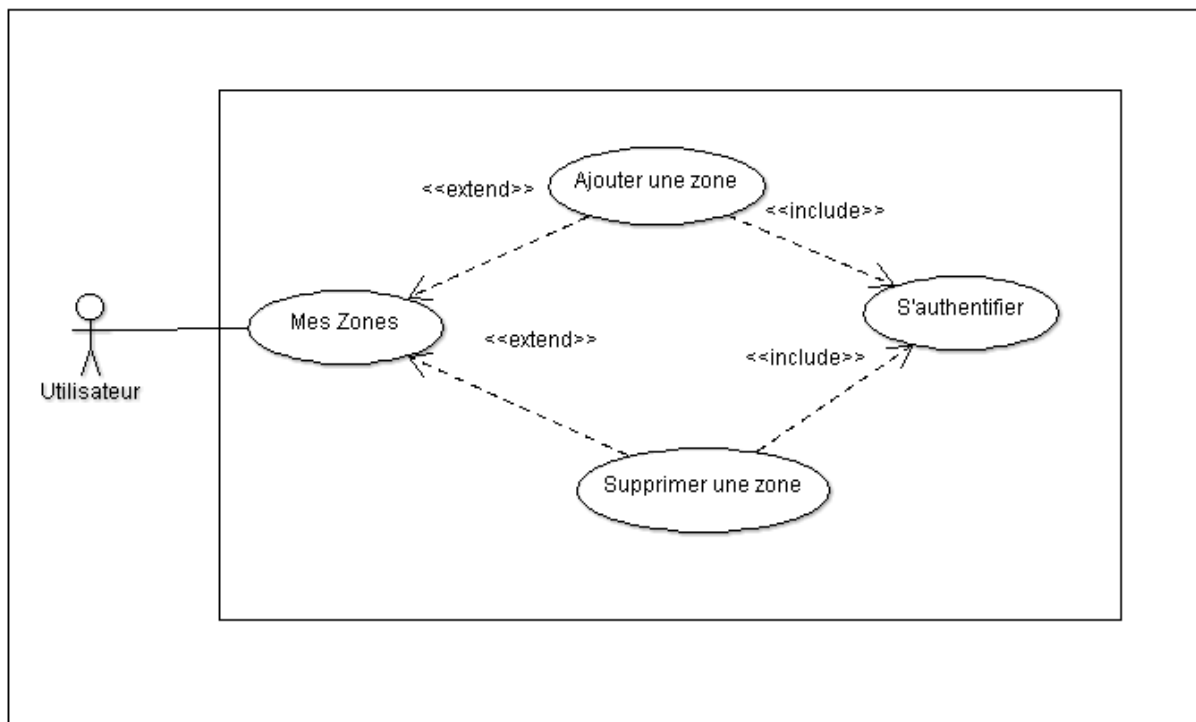 Ajouter une zone
<<extend>>
<<include>>
S'authentifier
Mes Zones
<<extend>>
<<include>>
Utilisateur
Supprimer une zone